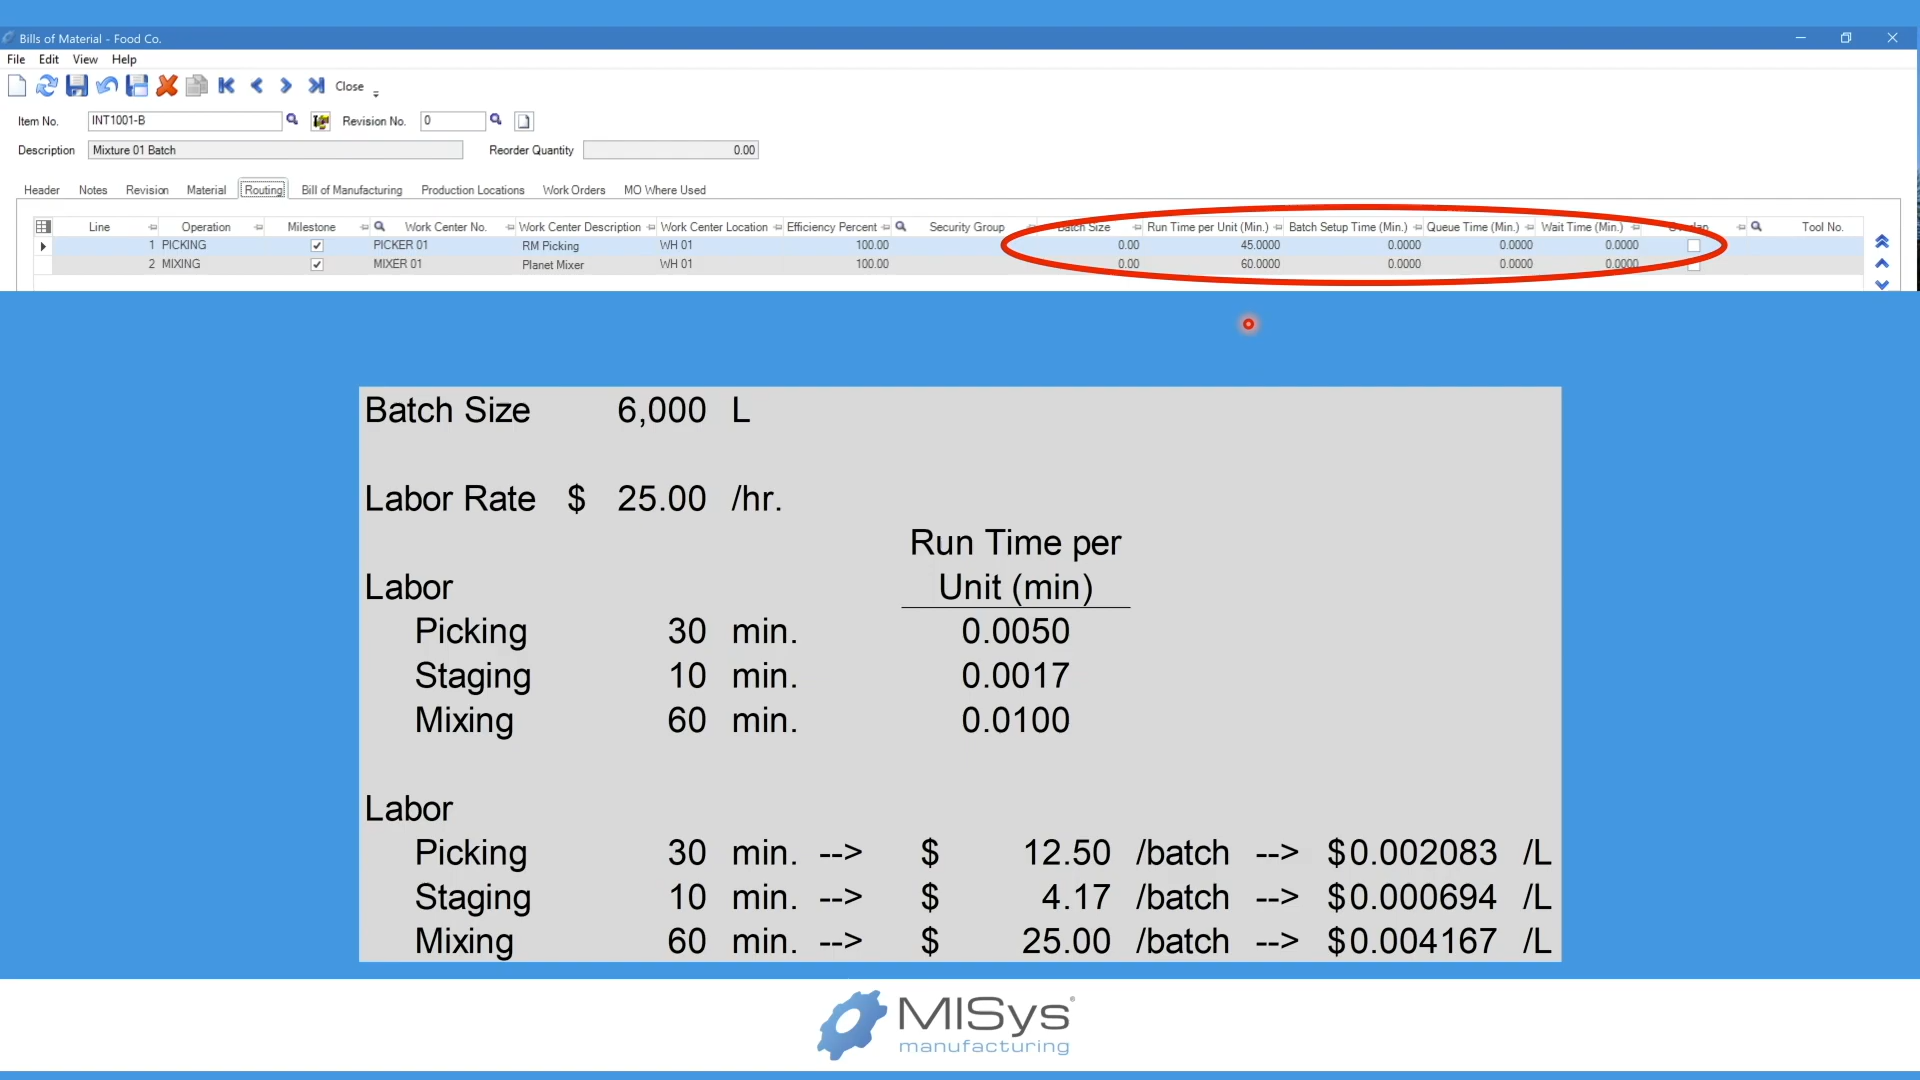 Bills of Material - Food Co.
File Edit View Help
Close
Item No. INT1001-B Revision No. 0
Description Mixture 01 Batch Reorder Quantity 0.00
Header Notes Revision Material Routing Bill of Manufacturing Production Locations Work Orders MO Where Used
Line Operation Milestone Work Center No. Work Center Description Work Center Location Efficiency Percent Security Group Batch Size Run Time per Unit (Min.) Batch Setup Time (Min.) Queue Time (Min.) Wait Time (Min.) Overlap Tool No.
1 PICKING PICKER 01 RM Picking WH 01 100.00 0.00 45.0000 0.0000 0.0000 0.0000
2 MIXING MIXER 01 Planet Mixer WH 01 100.00 0.00 60.0000 0.0000 0.0000 0.0000
Batch Size 6,000 L
Labor Rate $ 25.00 /hr.
Run Time per
Labor Unit (min)
Picking 30 min. 0.0050
Staging 10 min. 0.0017
Mixing 60 min. 0.0100
Labor
Picking 30 min. --> $ 12.50 /batch --> $0.002083 /L
Staging 10 min. --> $ 4.17 /batch --> $0.000694 /L
Mixing 60 min. --> $ 25.00 /batch --> $0.004167 /L
MISys®
manufacturing